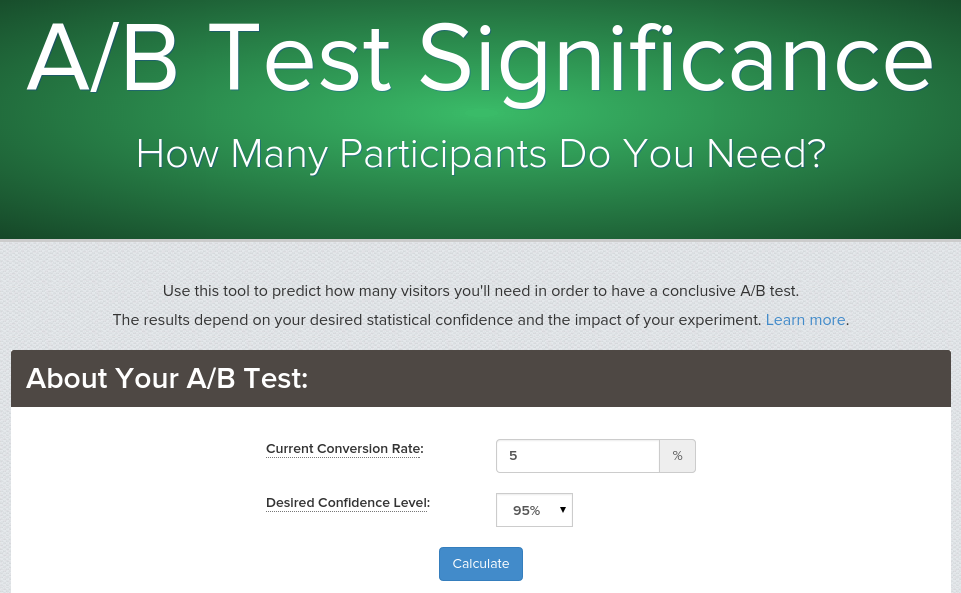 A/B Test Significance
How Many Participants Do You Need?
Use this tool to predict how many visitors you'll need in order to have a conclusive A/B test.
The results depend on your desired statistical confidence and the impact of your experiment. Learn more.
About Your A/B Test:
Current Conversion Rate:
5 %
Desired Confidence Level:
95%
Calculate